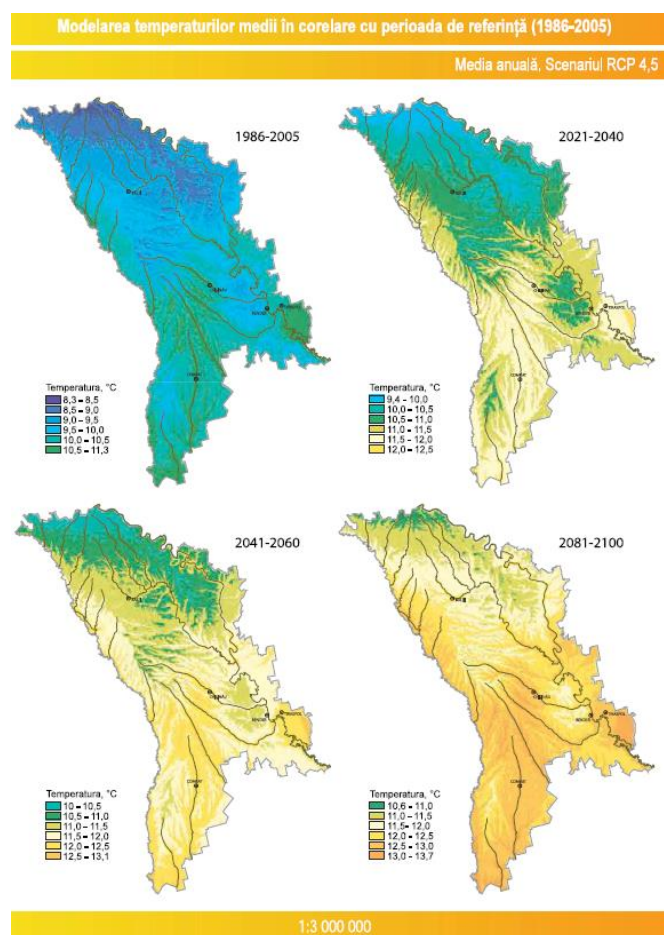 Modelarea temperaturilor medii în corelare cu perioada de referință (1986-2005)
Media anuală, Scenariul RCP 4,5
1986-2005
2021-2040
Temperatura, °C
8,3 – 8,5
8,5 – 9,0
9,0 – 9,5
9,5 – 10,0
10,0 – 10,5
10,5 – 11,3
Temperatura, °C
9,4 – 10,0
10,0 – 10,5
10,5 – 11,0
11,0 – 11,5
11,5 – 12,0
12,0 – 12,5
2041-2060
2081-2100
Temperatura, °C
10 – 10,5
10,5 – 11,0
11,0 – 11,5
11,5 – 12,0
12,0 – 12,5
12,5 – 13,1
Temperatura, °C
10,6 – 11,0
11,0 – 11,5
11,5– 12,0
12,0 – 12,5
12,5 – 13,0
13,0 – 13,7
1:3 000 000